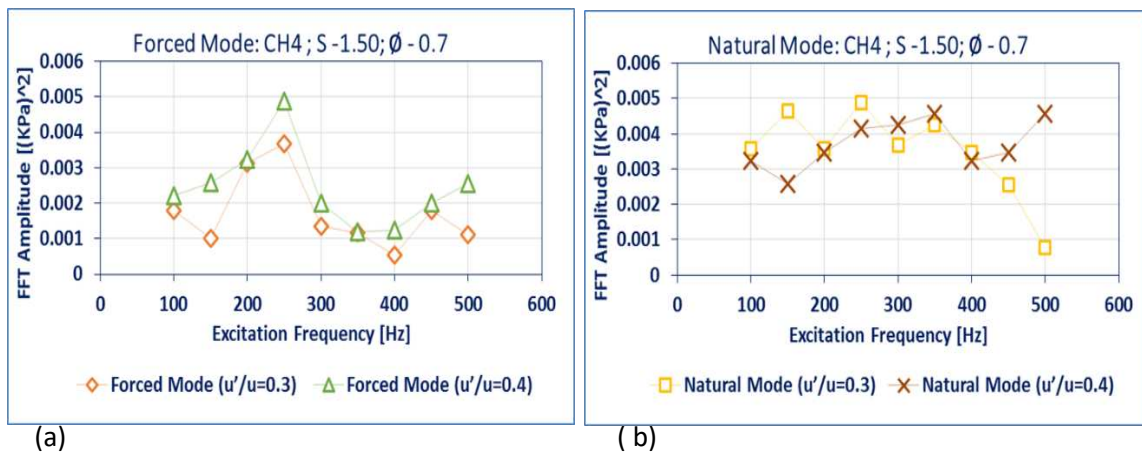 Forced Mode: CH4 ; S -1.50; Ø - 0.7
FFT Amplitude [(KPa)^2]
0.006
0.005
0.004
0.003
0.002
0.001
0
0 100 200 300 400 500 600
Excitation Frequency [Hz]
Forced Mode (u'/u=0.3) Forced Mode (u'/u=0.4)
(a)
Natural Mode: CH4 ; S -1.50; Ø - 0.7
FFT Amplitude [(KPa)^2]
0.006
0.005
0.004
0.003
0.002
0.001
0
0 100 200 300 400 500 600
Excitation Frequency [Hz]
Natural Mode (u'/u=0.3) Natural Mode (u'/u=0.4)
( b)